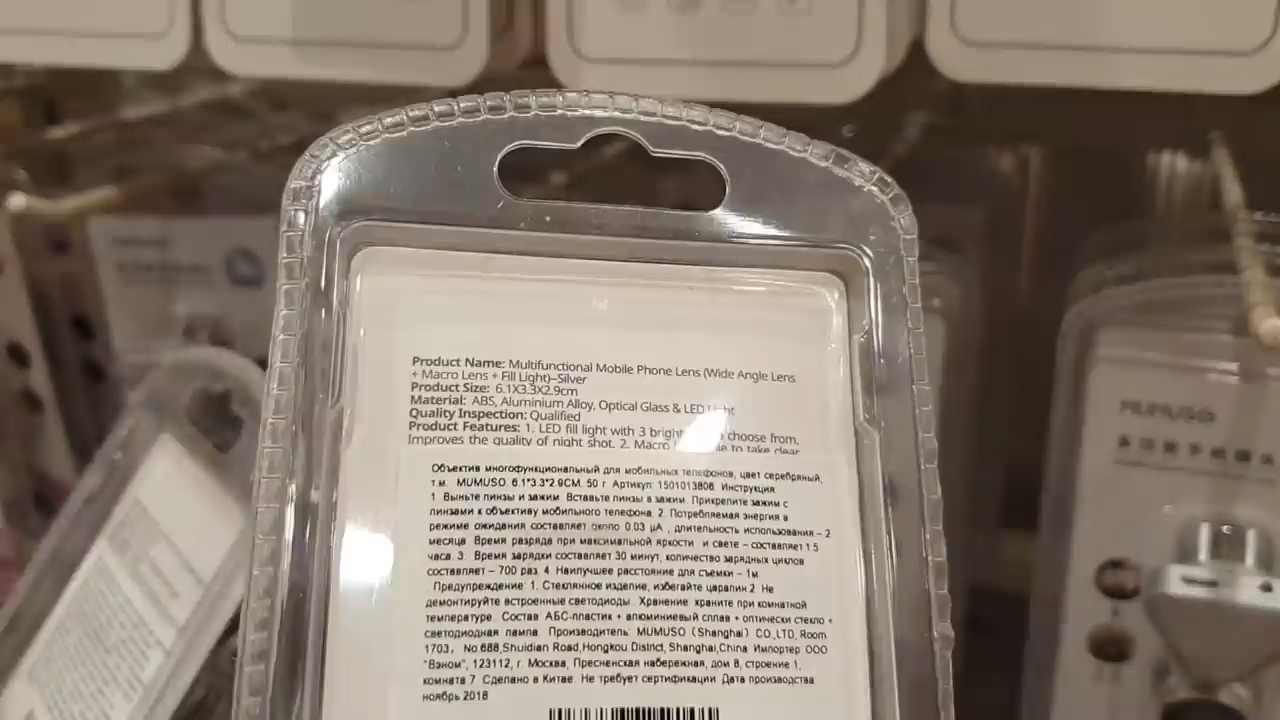 Product Name: Multifunctional Mobile Phone Lens (Wide Angle Lens
+ Macro Lens + Fill Light)–Silver
Product Size: 6.1X3.3X2.9cm
Material: ABS, Aluminium Alloy, Optical Glass & LED Light
Quality Inspection: Qualified
Product Features: 1. LED fill light with 3 bright choose from.
Improves the quality of night shot. 2. Macro to take clear
Объектив многофункциональный для мобильных телефонов, цвет серебряный,
т.м. MUMUSO. 6.1*3.3*2.9CM. 50 г Артикул: 1501013806. Инструкция
1. Выньте линзы и зажим. Вставьте линзы в зажим. Прикрепите зажим с
линзами к объективу мобильного телефона. 2. Потребляемая энергия в
режиме ожидания составляет около 0.03 μA , длительность использования – 2
месяца. Время разряда при максимальной яркости и свете – составляет 1.5
часа. 3. Время зарядки составляет 30 минут, количество зарядных циклов
составляет – 700 раз. 4. Наилучшее расстояние для съемки – 1м.
Предупреждение: 1. Стеклянное изделие, избегайте царапин.2. Не
демонтируйте встроенные светодиоды. Хранение: храните при комнатной
температуре. Состав: АБС-пластик + алюминиевый сплав + оптически стекло +
светодиодная лампа. Производитель: MUMUSO (Shanghai) CO.,LTD, Room
1703, No.688,Shuidian Road,Hongkou District, Shanghai,China. Импортер ООО
"Вэном", 123112, г. Москва, Пресненская набережная, дом 8, строение 1,
комната 7. Сделано в Китае. Не требует сертификации. Дата производства:
ноябрь 2018
MUMUSO